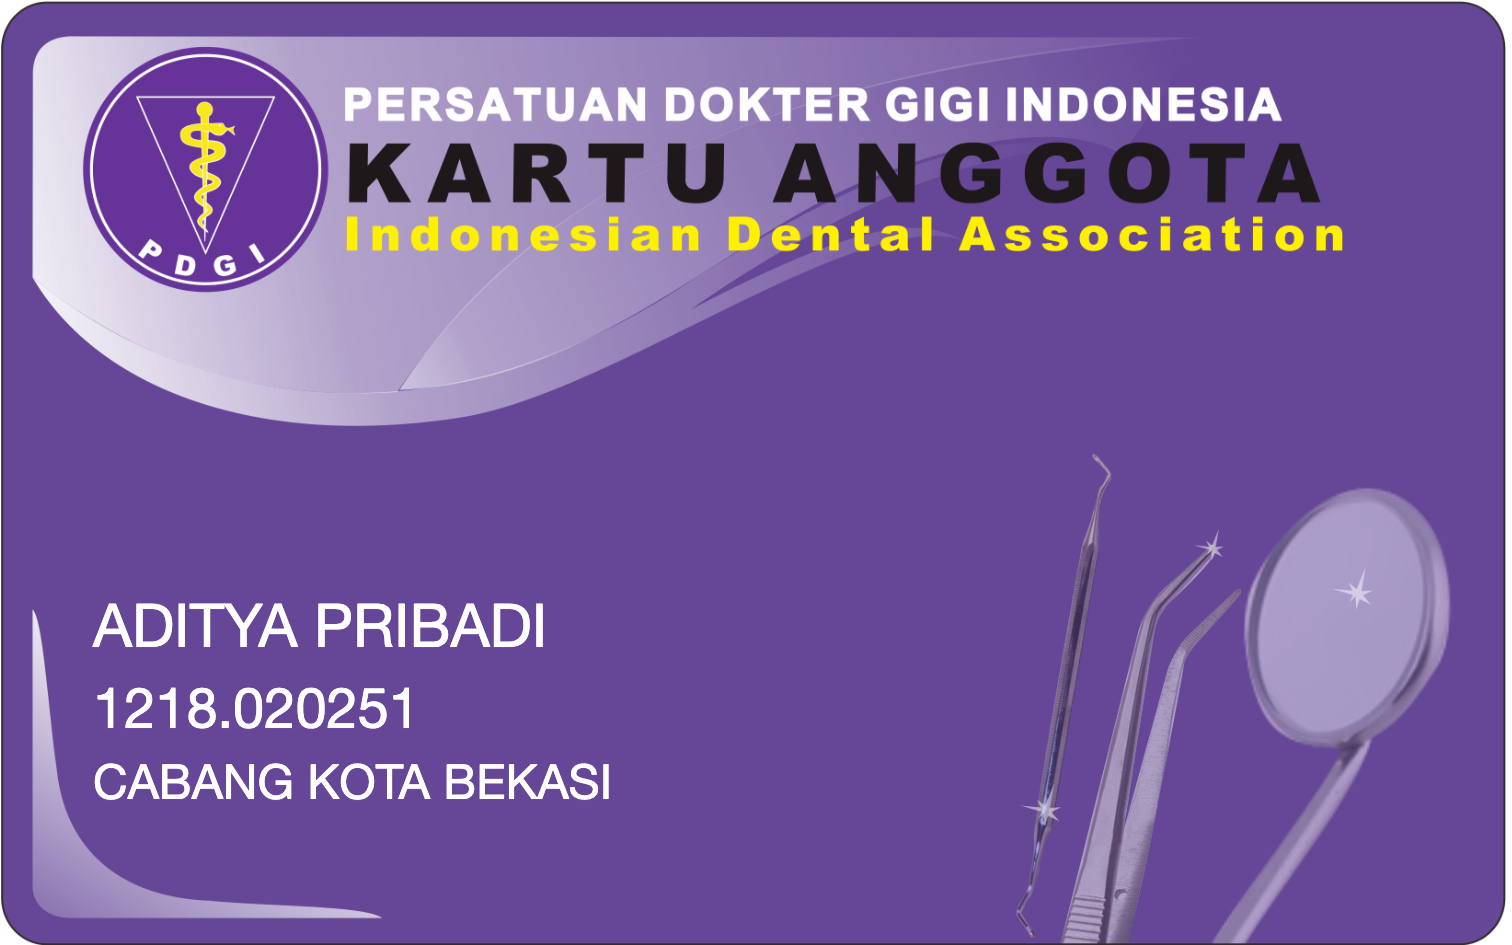 PDGI
PERSATUAN DOKTER GIGI INDONESIA
KARTU ANGGOTA
Indonesian Dental Association
ADITYA PRIBADI
1218.020251
CABANG KOTA BEKASI